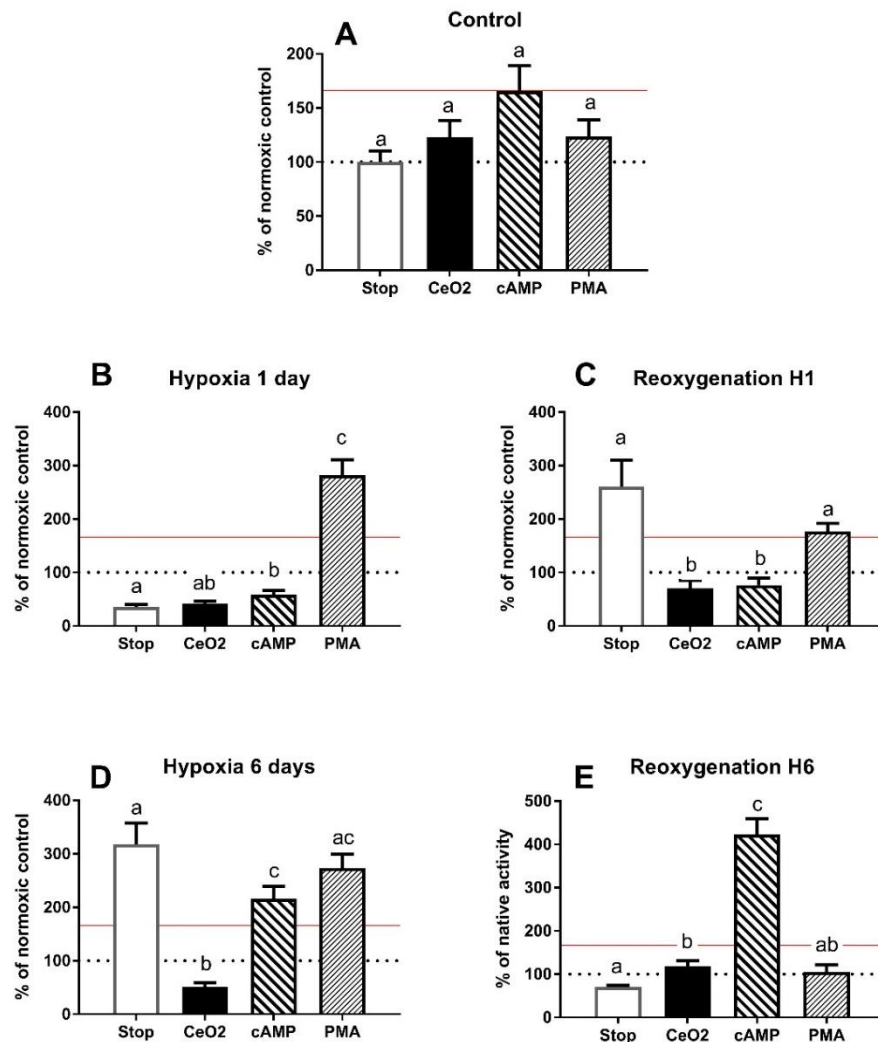 A
Control
% of normoxic control
200
150
100
50
0
a
a
a
a
Stop
CeO2
cAMP
PMA
B
Hypoxia 1 day
% of normoxic control
400
300
200
100
0
a
ab
b
c
Stop
CeO2
cAMP
PMA
C
Reoxygenation H1
% of normoxic control
400
300
200
100
0
a
b
b
a
Stop
CeO2
cAMP
PMA
D
Hypoxia 6 days
% of normoxic control
400
300
200
100
0
a
b
c
ac
Stop
CeO2
cAMP
PMA
E
Reoxygenation H6
% of native activity
500
400
300
200
100
0
a
b
c
ab
Stop
CeO2
cAMP
PMA